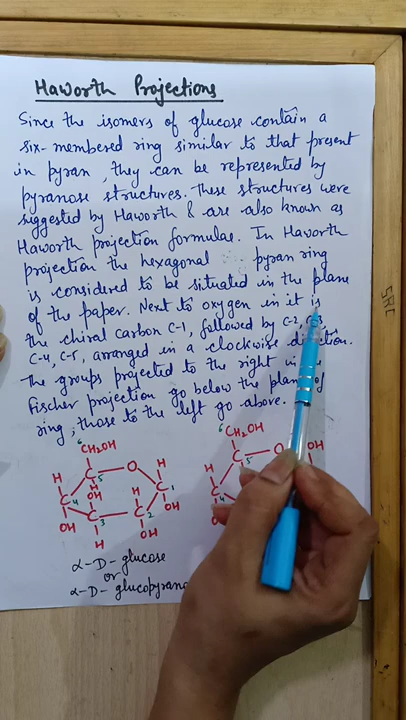 Haworth Projections
Since the isomers of glucose contain a
six-membered ring similar to that present
in pyran, they can be represented by
pyranose structures. These structures were
suggested by Haworth & are also known as
Haworth projection formulae. In Haworth
projection the hexagonal pyran ring
is considered to be situated in the plane
of the paper. Next to oxygen in it is
the chiral carbon C-1, followed by C-2, C-3,
C-4, C-5, arranged in a clockwise direction.
The groups projected to the right in
Fischer projection go below the plane of
ring; those to the left go above.
6 CH2OH
H C 5 O H
H
C 4 OH H C 1
OH C 3 C 2 OH
H OH
α-D-glucose
or
α-D-glucopyrano
6 CH2OH
C 5 O OH
H
C 4
OH
SRC